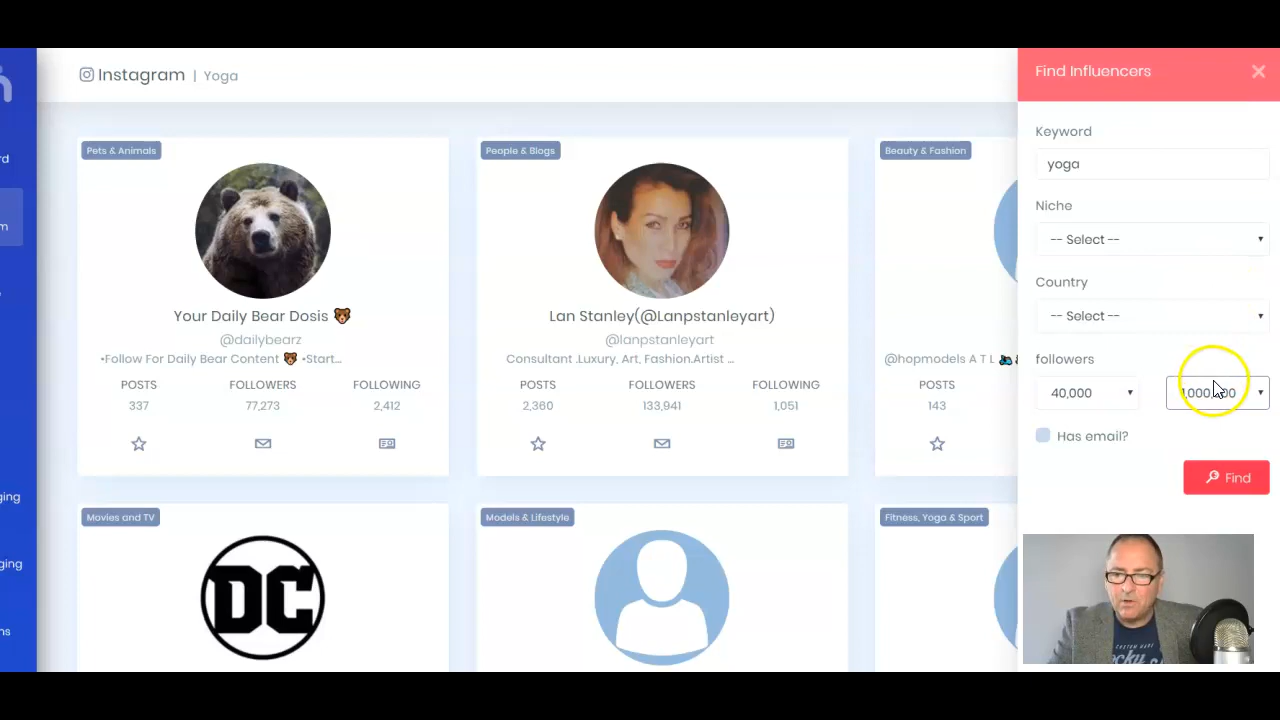 Instagram | Yoga
Find Influencers ×
Keyword
yoga
Niche
-- Select --
Country
-- Select --
followers
40,000
Has email?
Find
Pets & Animals
Your Daily Bear Dosis 🐻
@dailybearz
•Follow For Daily Bear Content 🐻 •Start...
POSTS FOLLOWERS FOLLOWING
337 77,273 2,412
People & Blogs
Lan Stanley(@Lanpstanleyart)
@lanpstanleyart
Consultant .Luxury, Art, Fashion.Artist ...
POSTS FOLLOWERS FOLLOWING
2,360 133,941 1,051
Beauty & Fashion
@hopmodels A T L
POSTS
143
Movies and TV
DC
Models & Lifestyle
Fitness, Yoga & Sport